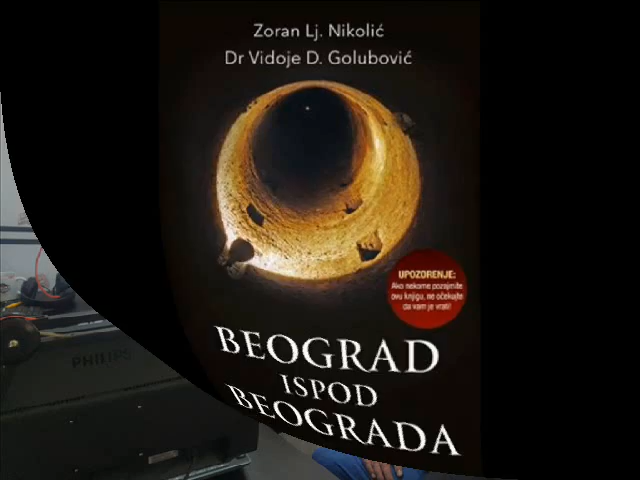 Zoran Lj. Nikolić
Dr Vidoje D. Golubović
UPOZORENJE:
Ako nekome pozajmite
ovu knjigu, ne očekujte
da vam je vrati!
BEOGRAD
ISPOD
BEOGRADA
PHILIPS